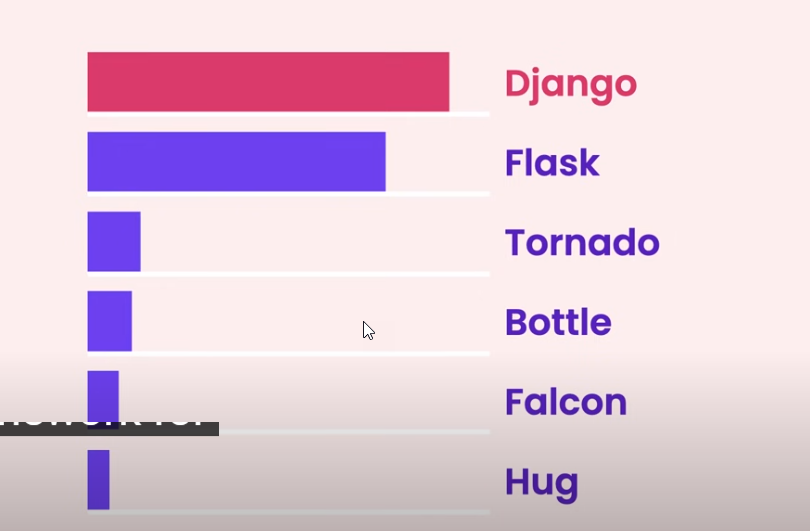 Django
Flask
Tornado
Bottle
Falcon
Hug